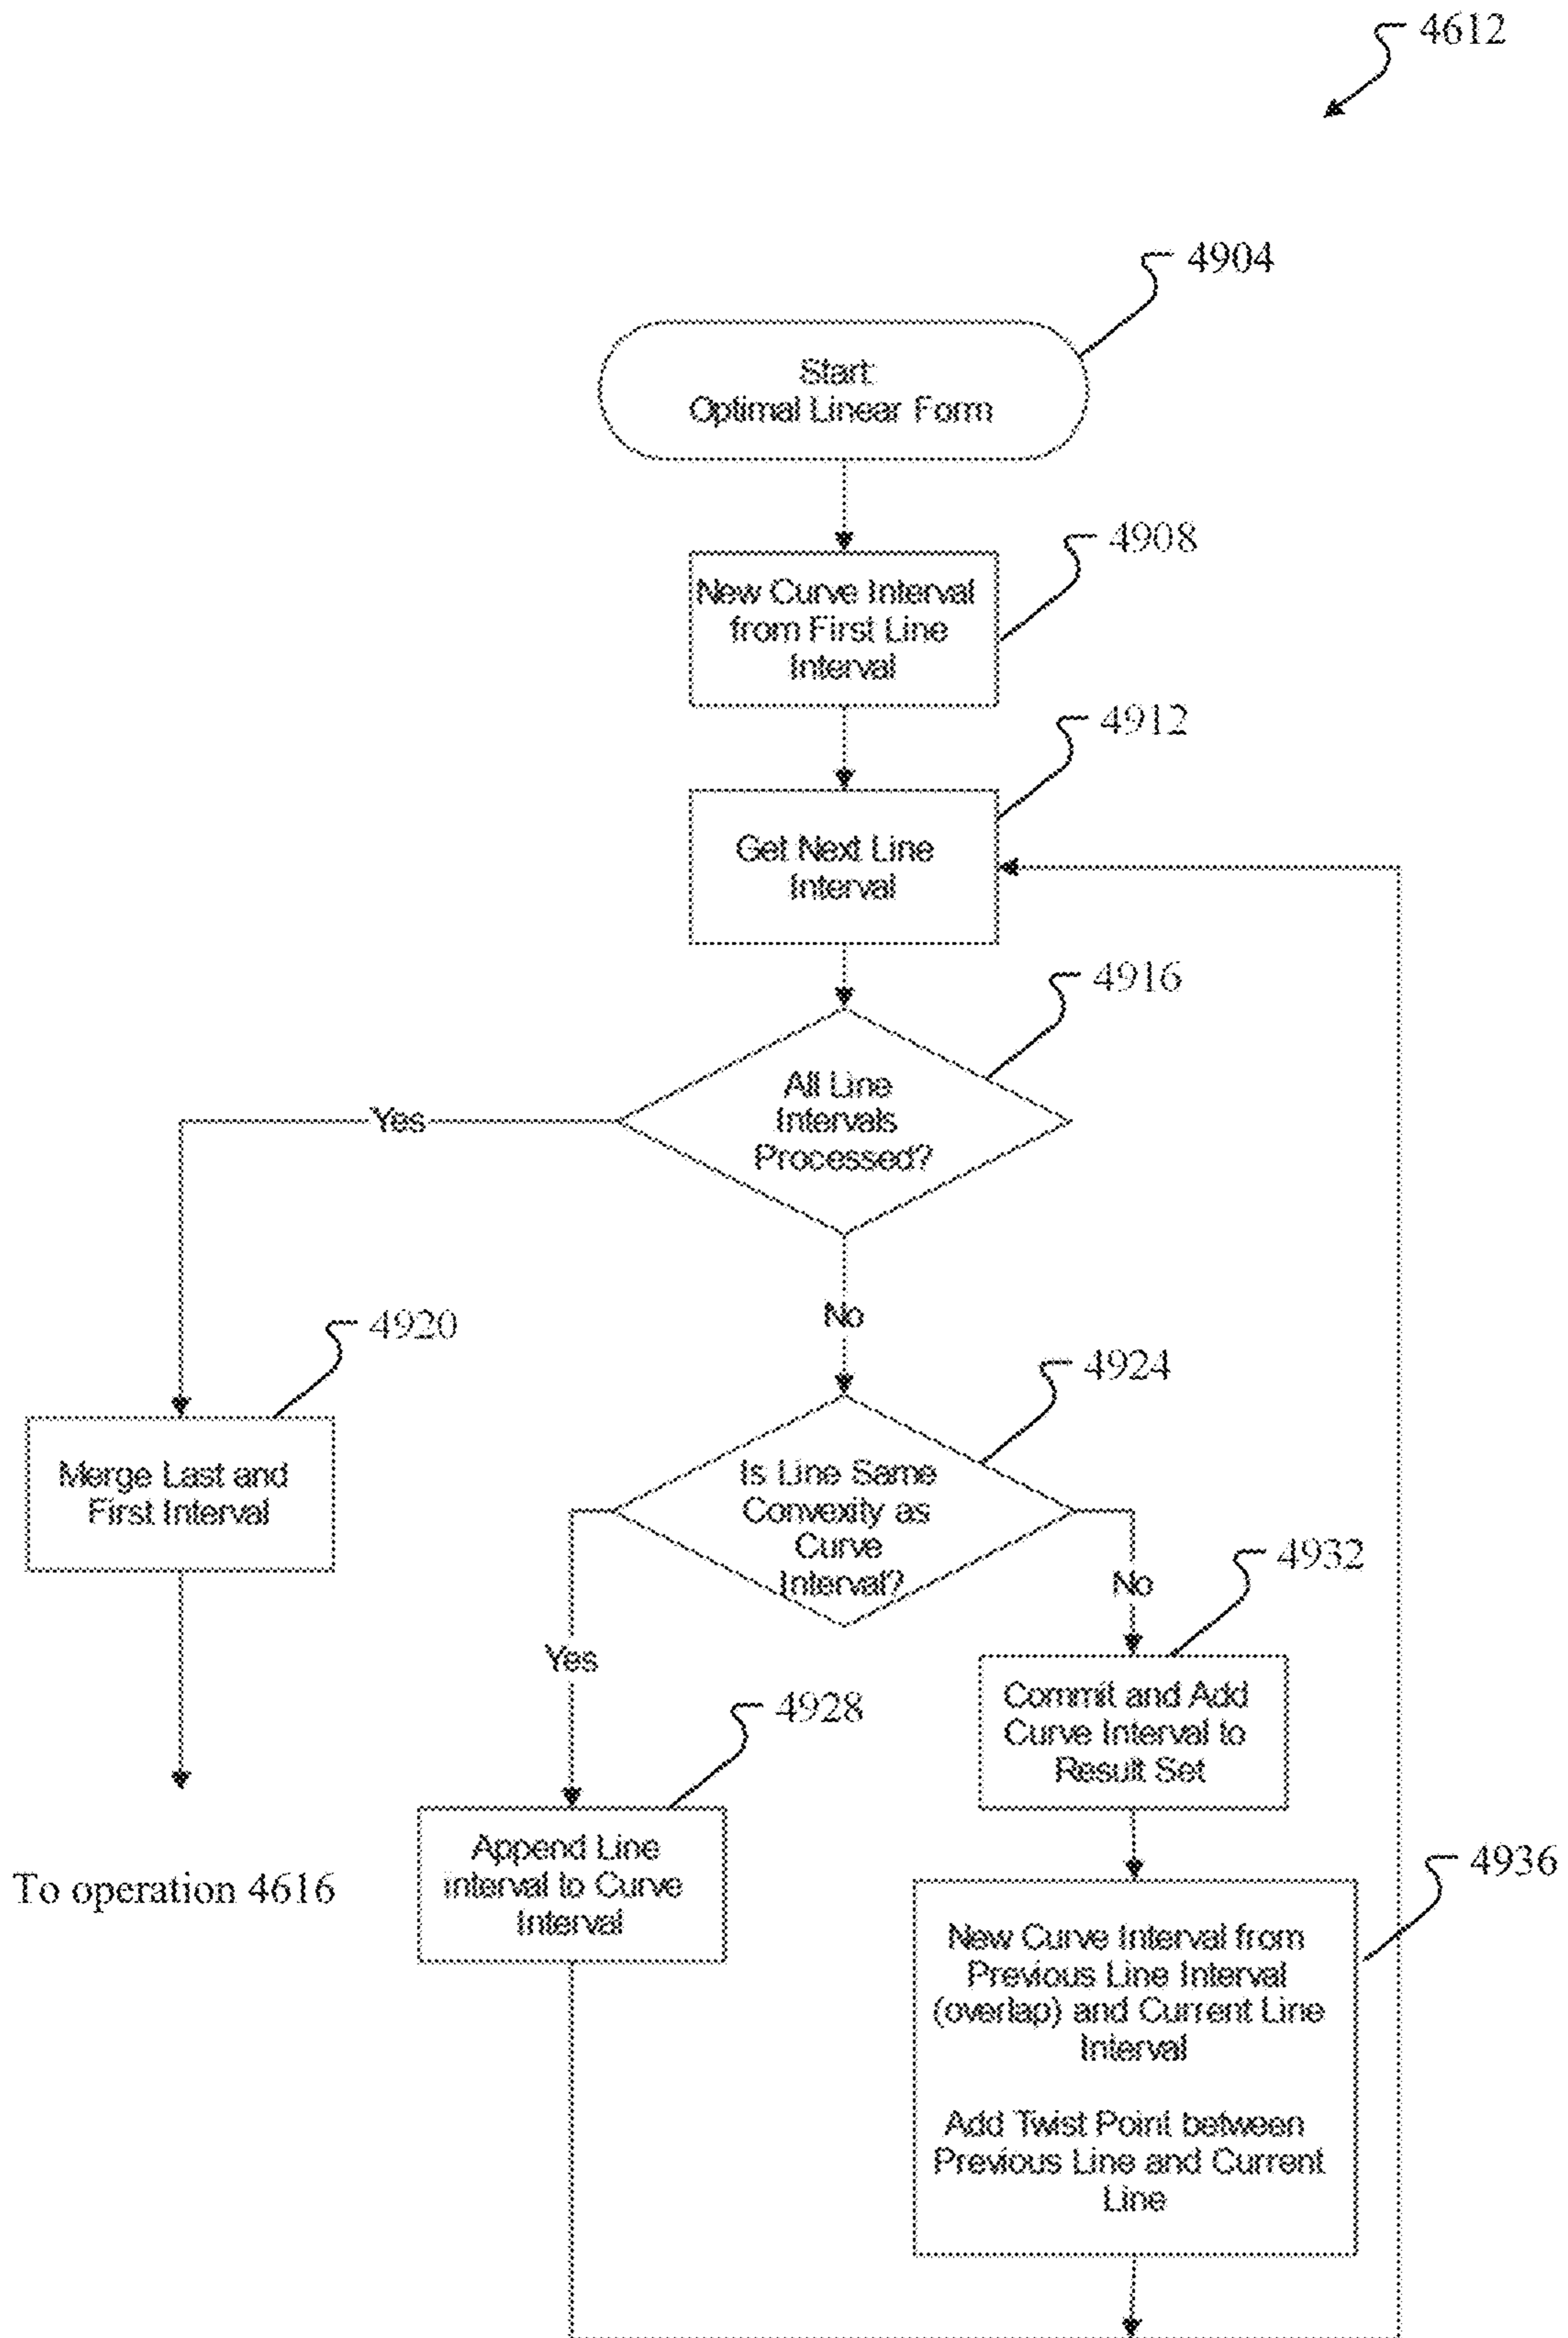 4612
4904
Start:
Optimal Linear Form
4908
New Curve Interval
from First Line
Interval
4912
Get Next Line
Interval
4916
All Line
Intervals
Processed?
Yes
No
4920
Merge Last and
First Interval
To operation 4616
4924
Is Line Same
Convexity as
Curve
Interval?
Yes
No
4928
Append Line
interval to Curve
Interval
4932
Commit and Add
Curve Interval to
Result Set
4936
New Curve Interval from
Previous Line Interval
(overlap) and Current Line
Interval
Add Twist Point between
Previous Line and Current
Line